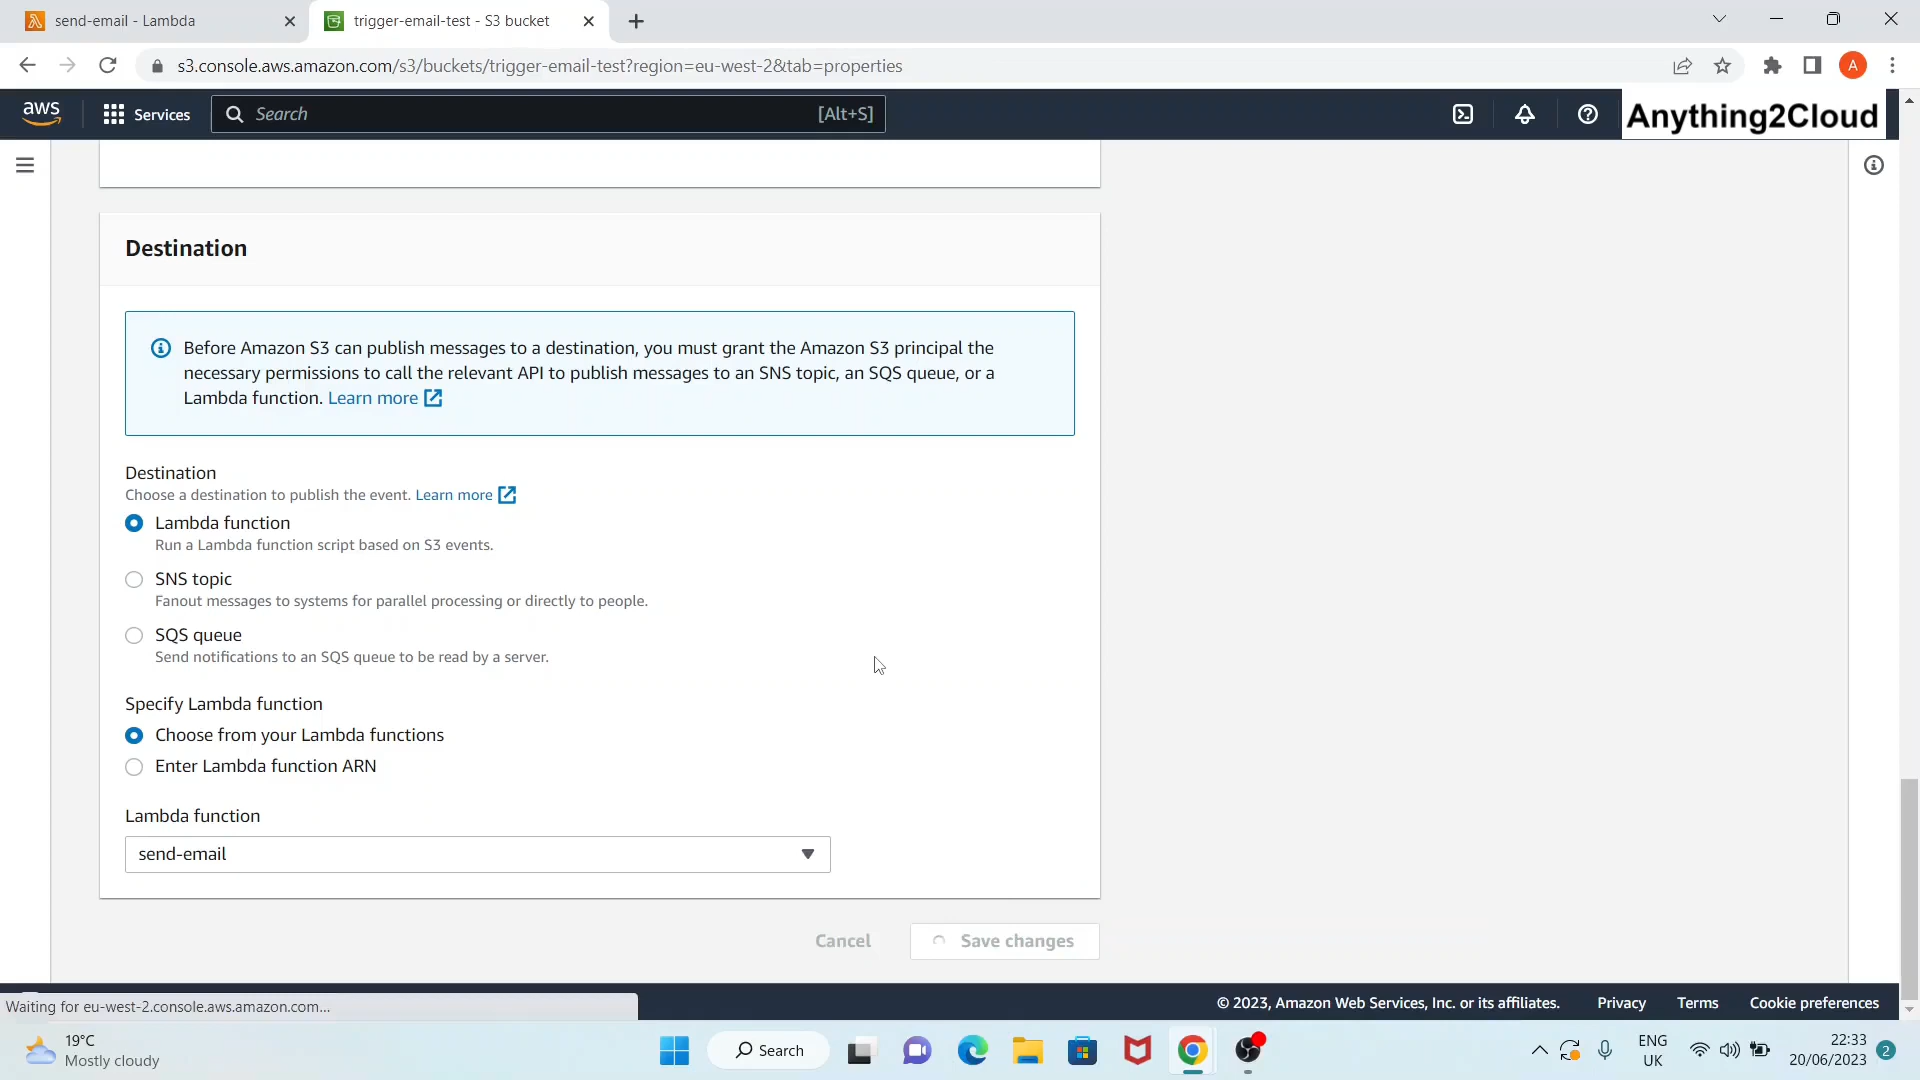 send-email - Lambda
trigger-email-test - S3 bucket
s3.console.aws.amazon.com/s3/buckets/trigger-email-test?region=eu-west-2&tab=properties
A
aws
Services
Search
[Alt+S]
Anything2Cloud
Destination
Before Amazon S3 can publish messages to a destination, you must grant the Amazon S3 principal the
necessary permissions to call the relevant API to publish messages to an SNS topic, an SQS queue, or a
Lambda function. Learn more
Destination
Choose a destination to publish the event. Learn more
Lambda function
Run a Lambda function script based on S3 events.
SNS topic
Fanout messages to systems for parallel processing or directly to people.
SQS queue
Send notifications to an SQS queue to be read by a server.
Specify Lambda function
Choose from your Lambda functions
Enter Lambda function ARN
Lambda function
send-email
Cancel
Save changes
Waiting for eu-west-2.console.aws.amazon.com...
© 2023, Amazon Web Services, Inc. or its affiliates.
Privacy
Terms
Cookie preferences
19°C
Mostly cloudy
Search
ENG
UK
22:33
20/06/2023
2